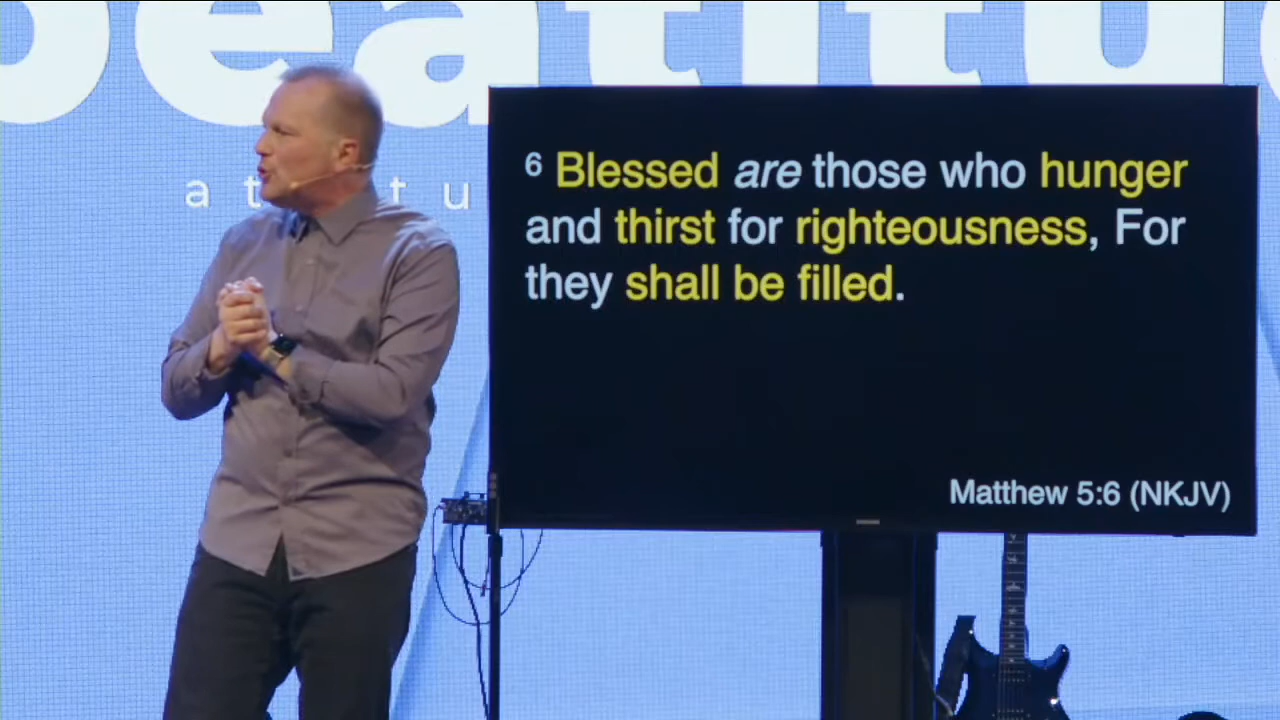 beatitu
6 Blessed are those who hunger
and thirst for righteousness, For
they shall be filled.
Matthew 5:6 (NKJV)